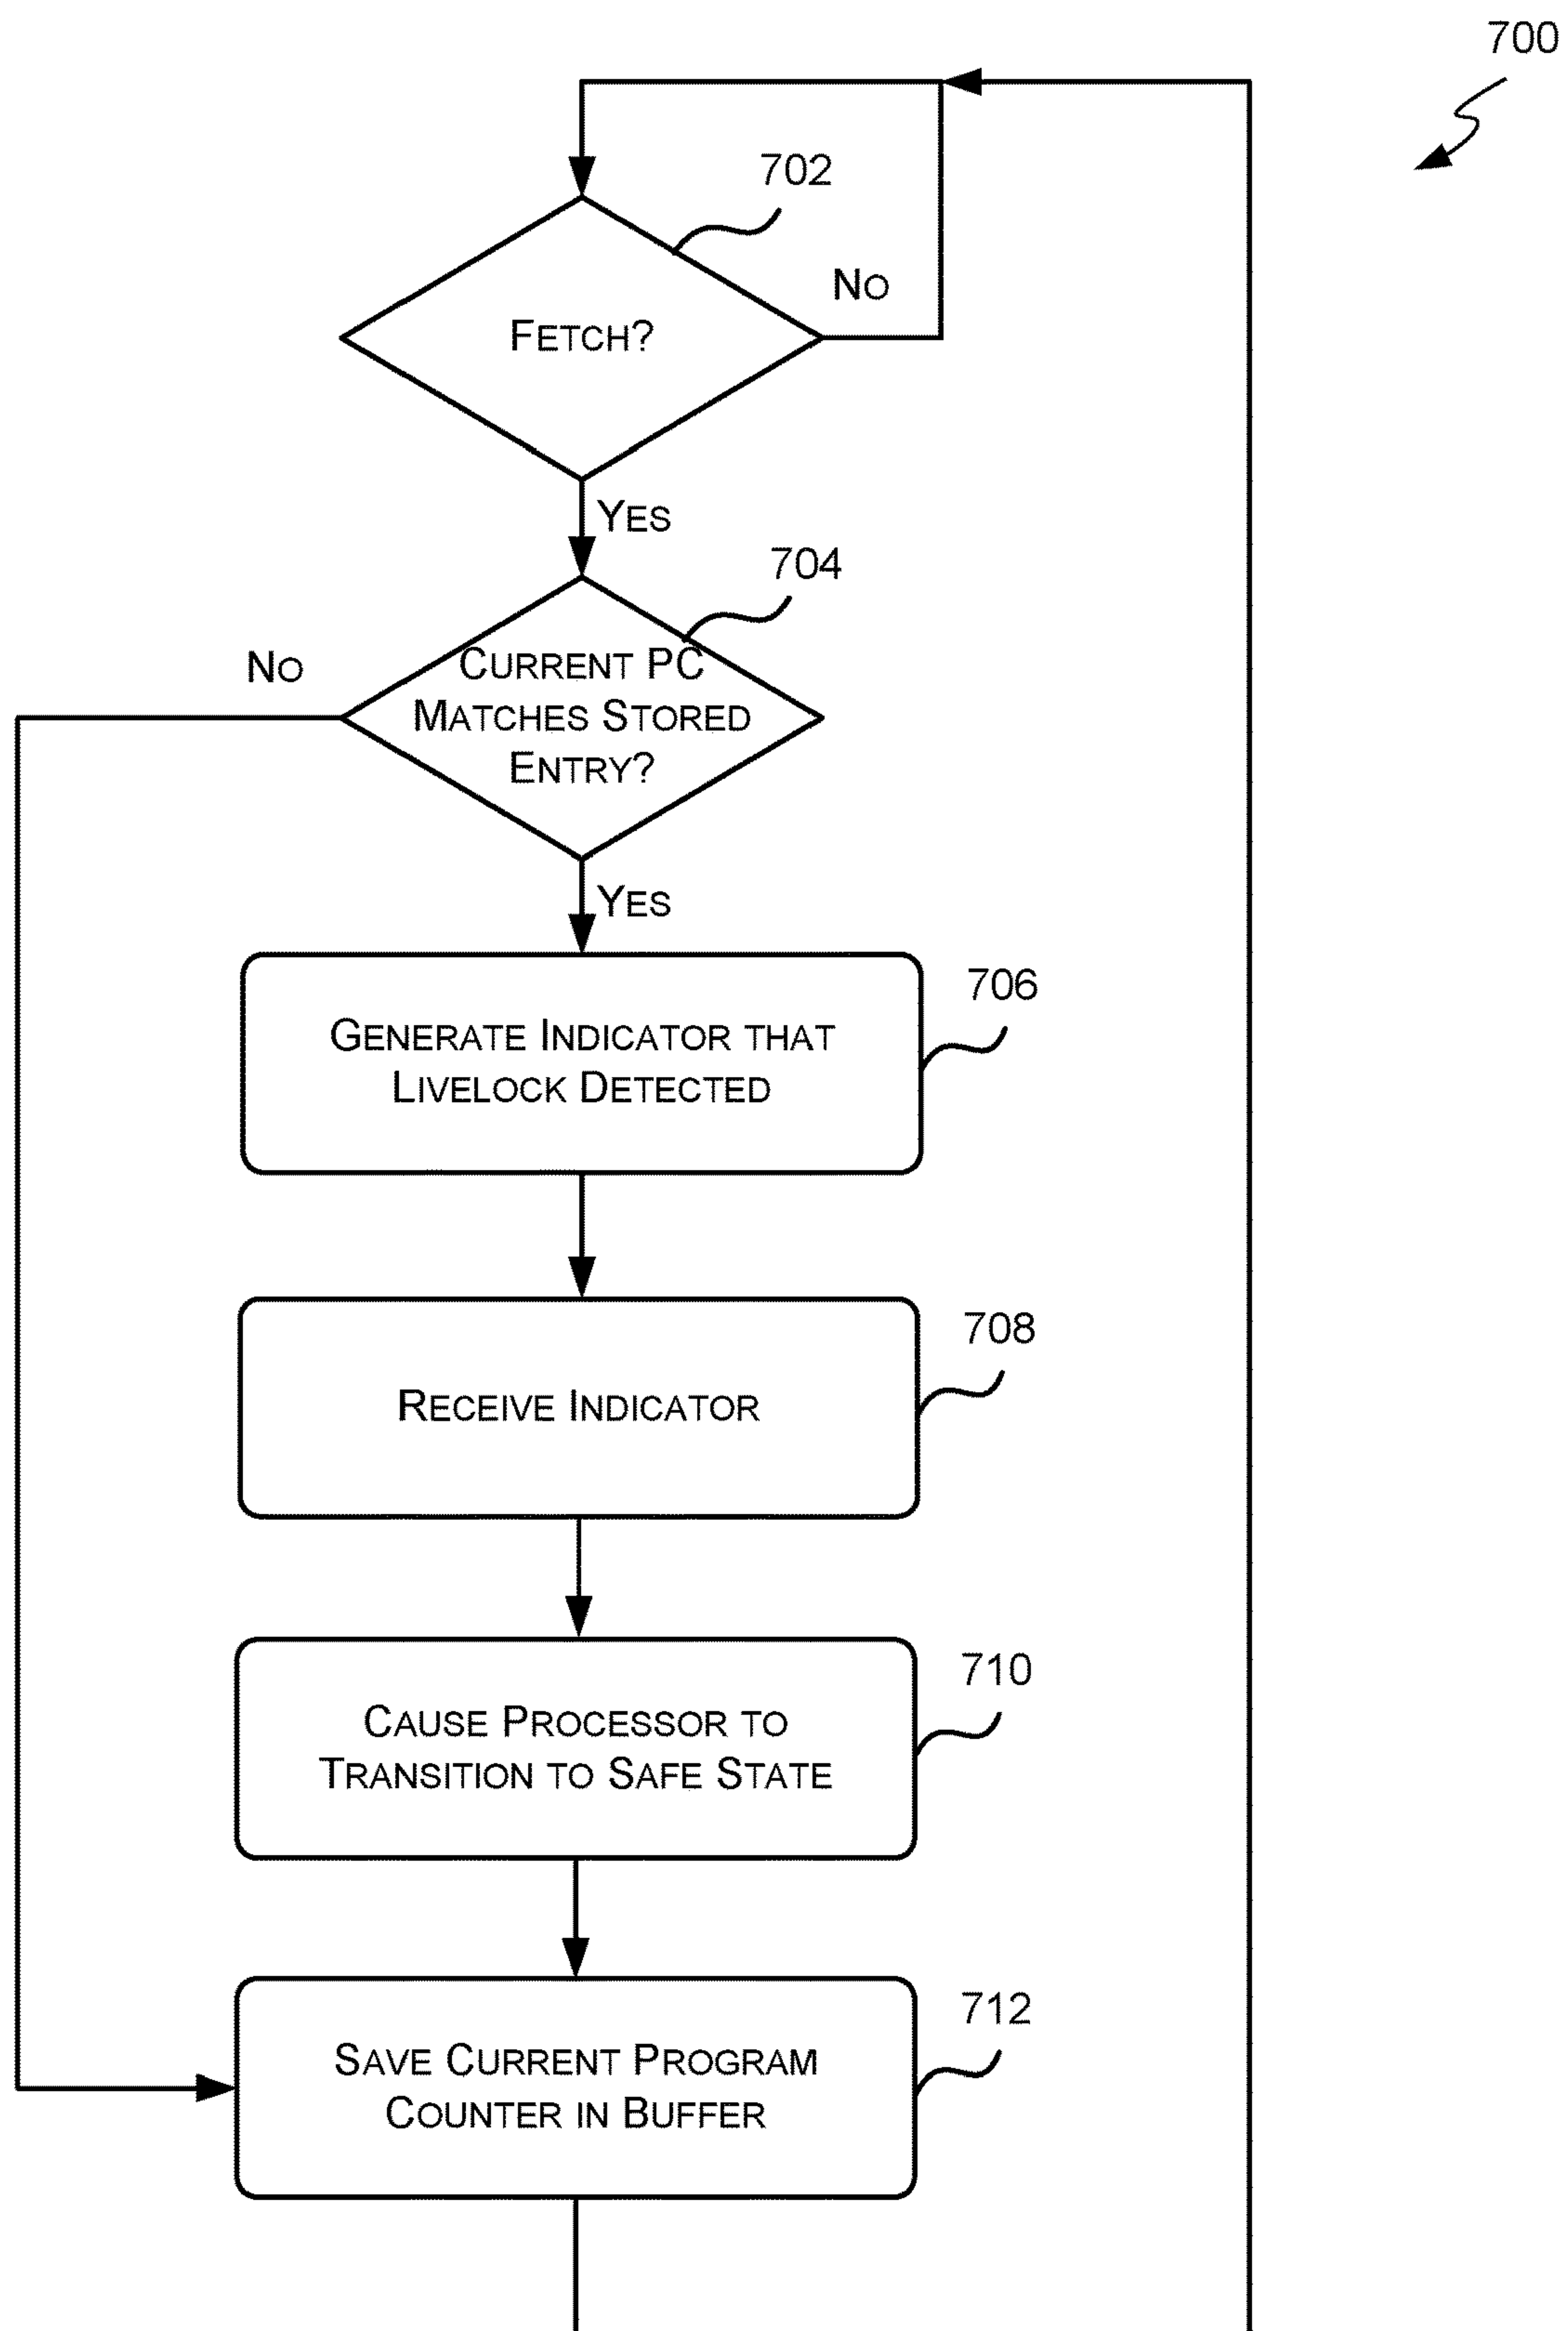 700
702
No
Fetch?
Yes
704
No
Current PC
Matches Stored
Entry?
Yes
706
Generate Indicator that
Livelock Detected
708
Receive Indicator
710
Cause Processor to
Transition to Safe State
712
Save Current Program
Counter in Buffer